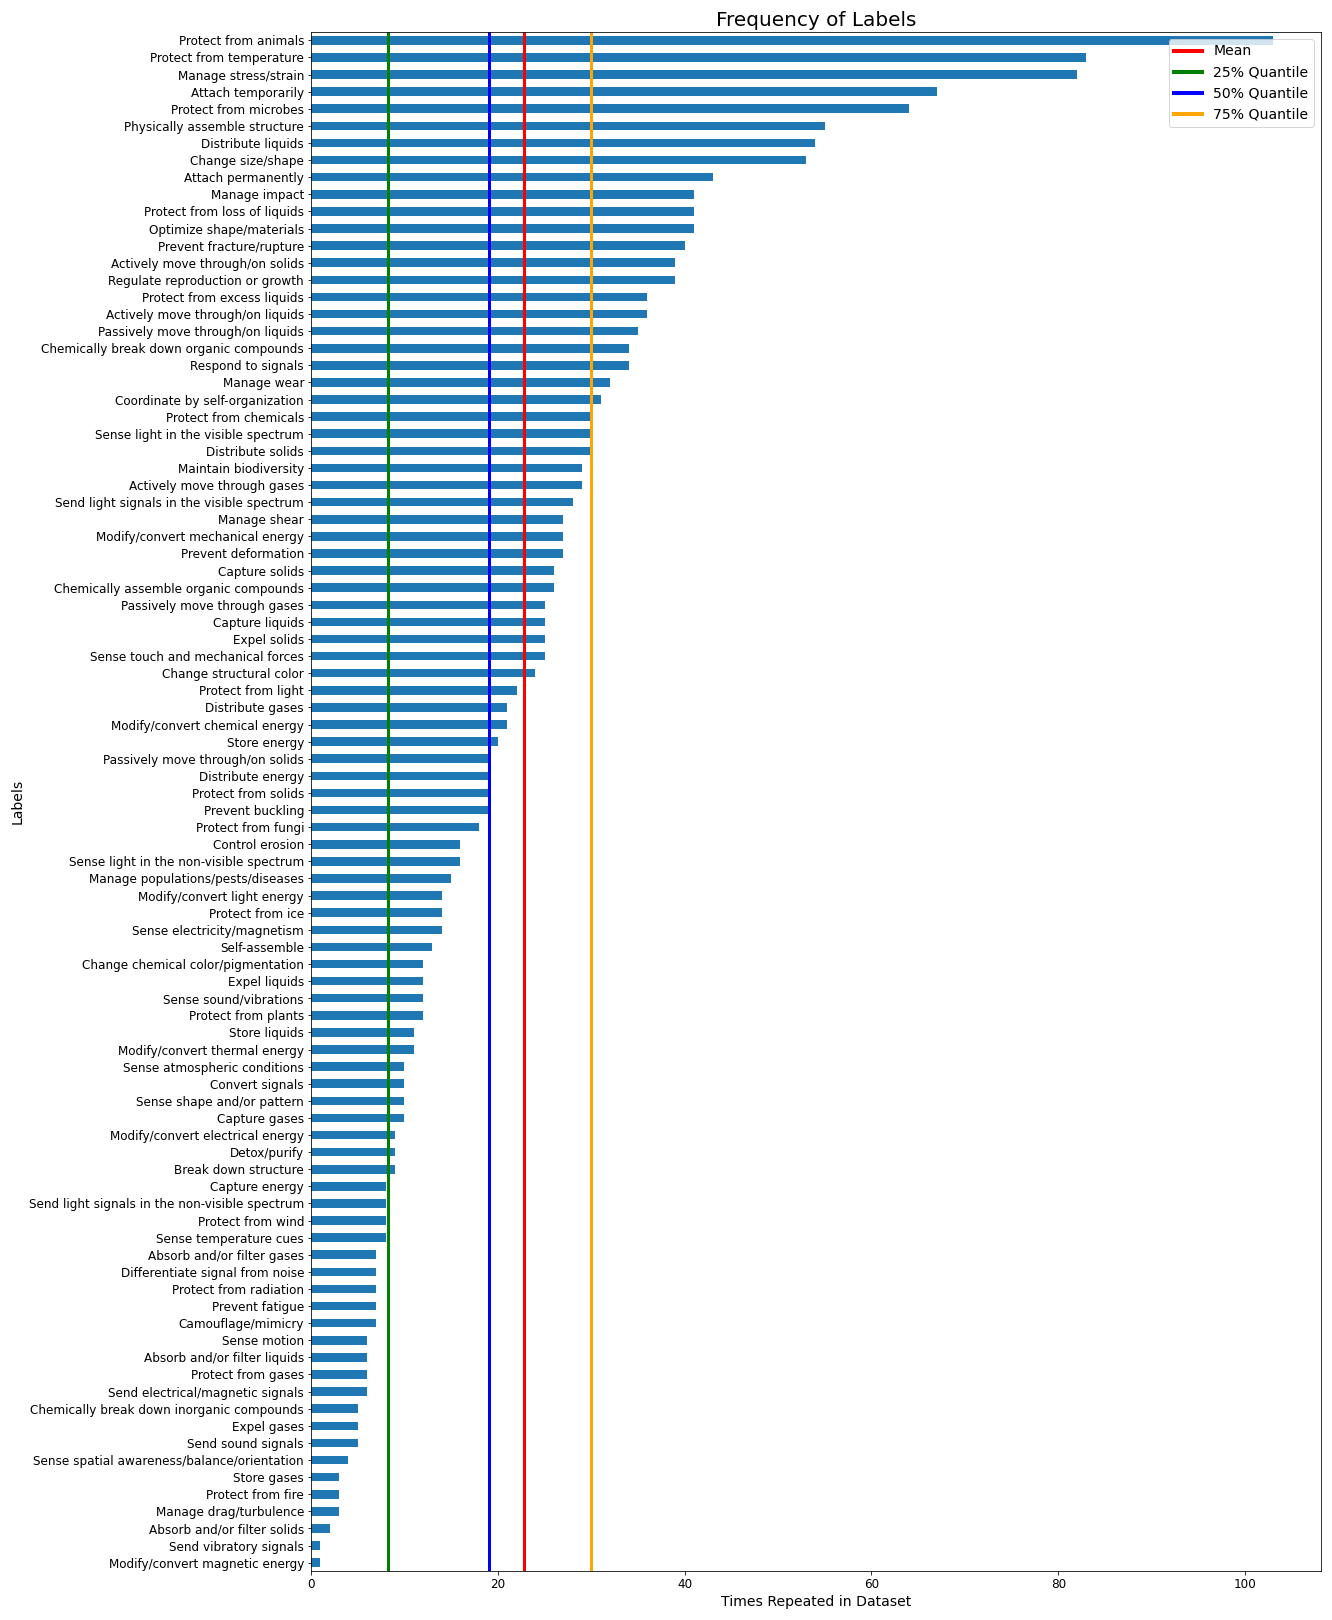 Frequency of Labels
Protect from animals
Protect from temperature
Manage stress/strain
Attach temporarily
Protect from microbes
Physically assemble structure
Distribute liquids
Change size/shape
Attach permanently
Manage impact
Protect from loss of liquids
Optimize shape/materials
Prevent fracture/rupture
Actively move through/on solids
Regulate reproduction or growth
Protect from excess liquids
Actively move through/on liquids
Passively move through/on liquids
Chemically break down organic compounds
Respond to signals
Manage wear
Coordinate by self-organization
Protect from chemicals
Sense light in the visible spectrum
Distribute solids
Maintain biodiversity
Actively move through gases
Send light signals in the visible spectrum
Manage shear
Modify/convert mechanical energy
Prevent deformation
Capture solids
Chemically assemble organic compounds
Passively move through gases
Capture liquids
Expel solids
Sense touch and mechanical forces
Change structural color
Protect from light
Distribute gases
Modify/convert chemical energy
Store energy
Passively move through/on solids
Distribute energy
Protect from solids
Prevent buckling
Protect from fungi
Control erosion
Sense light in the non-visible spectrum
Manage populations/pests/diseases
Modify/convert light energy
Protect from ice
Sense electricity/magnetism
Self-assemble
Change chemical color/pigmentation
Expel liquids
Sense sound/vibrations
Protect from plants
Store liquids
Modify/convert thermal energy
Sense atmospheric conditions
Convert signals
Sense shape and/or pattern
Capture gases
Modify/convert electrical energy
Detox/purify
Break down structure
Capture energy
Send light signals in the non-visible spectrum
Protect from wind
Sense temperature cues
Absorb and/or filter gases
Differentiate signal from noise
Protect from radiation
Prevent fatigue
Camouflage/mimicry
Sense motion
Absorb and/or filter liquids
Protect from gases
Send electrical/magnetic signals
Chemically break down inorganic compounds
Expel gases
Send sound signals
Sense spatial awareness/balance/orientation
Store gases
Protect from fire
Manage drag/turbulence
Absorb and/or filter solids
Send vibratory signals
Modify/convert magnetic energy
Labels
0 20 40 60 80 100
Times Repeated in Dataset
Mean
25% Quantile
50% Quantile
75% Quantile